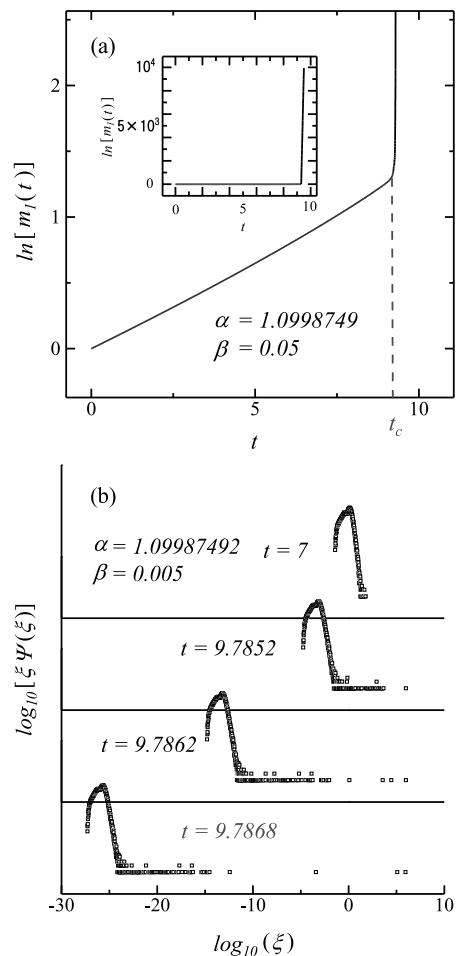 (a)
ln[m₁(t)]
2
1
0
0
5
10
t_c
t
α = 1.0998749
β = 0.05
10⁴
5×10³
0
ln[m₁(t)]
0
5
10
t
(b)
α = 1.09987492
β = 0.005
t = 7
t = 9.7852
t = 9.7862
t = 9.7868
log₁₀[ξΨ(ξ)]
-30
-20
-10
0
10
log₁₀(ξ)